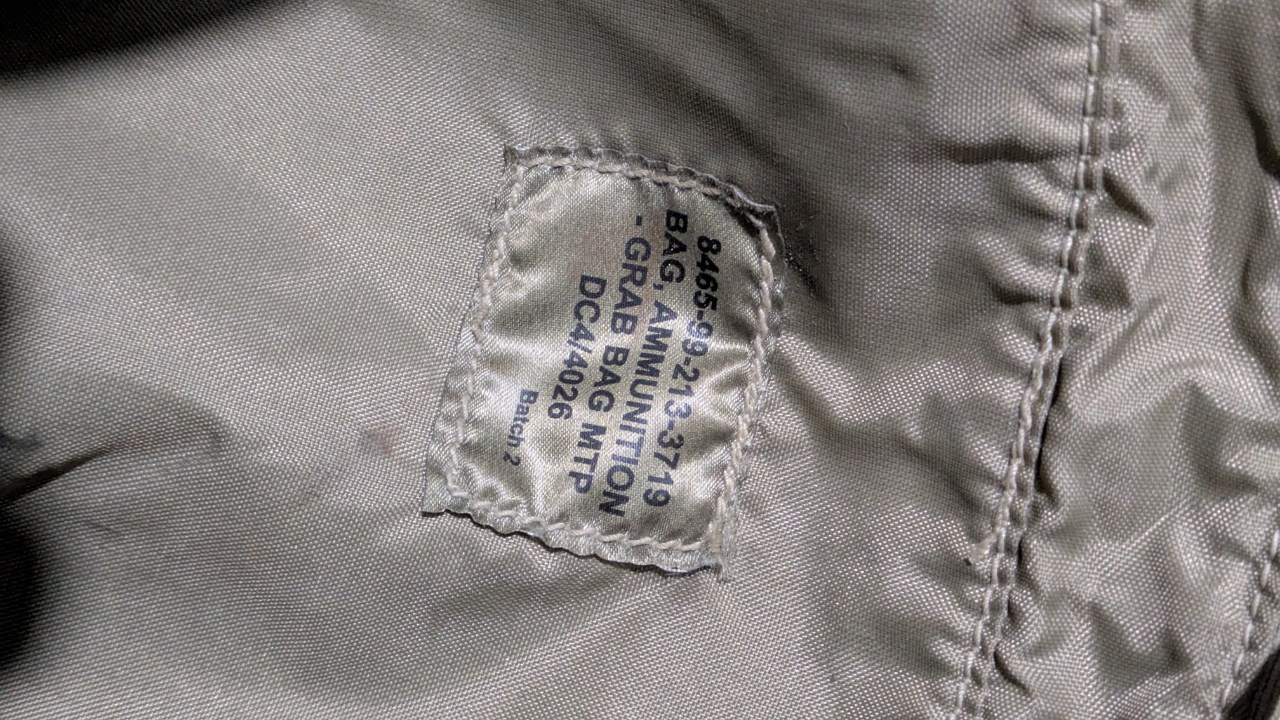 8465-99-213-3719
BAG, AMMUNITION
- GRAB BAG MTP
DC4/4026
Batch 2